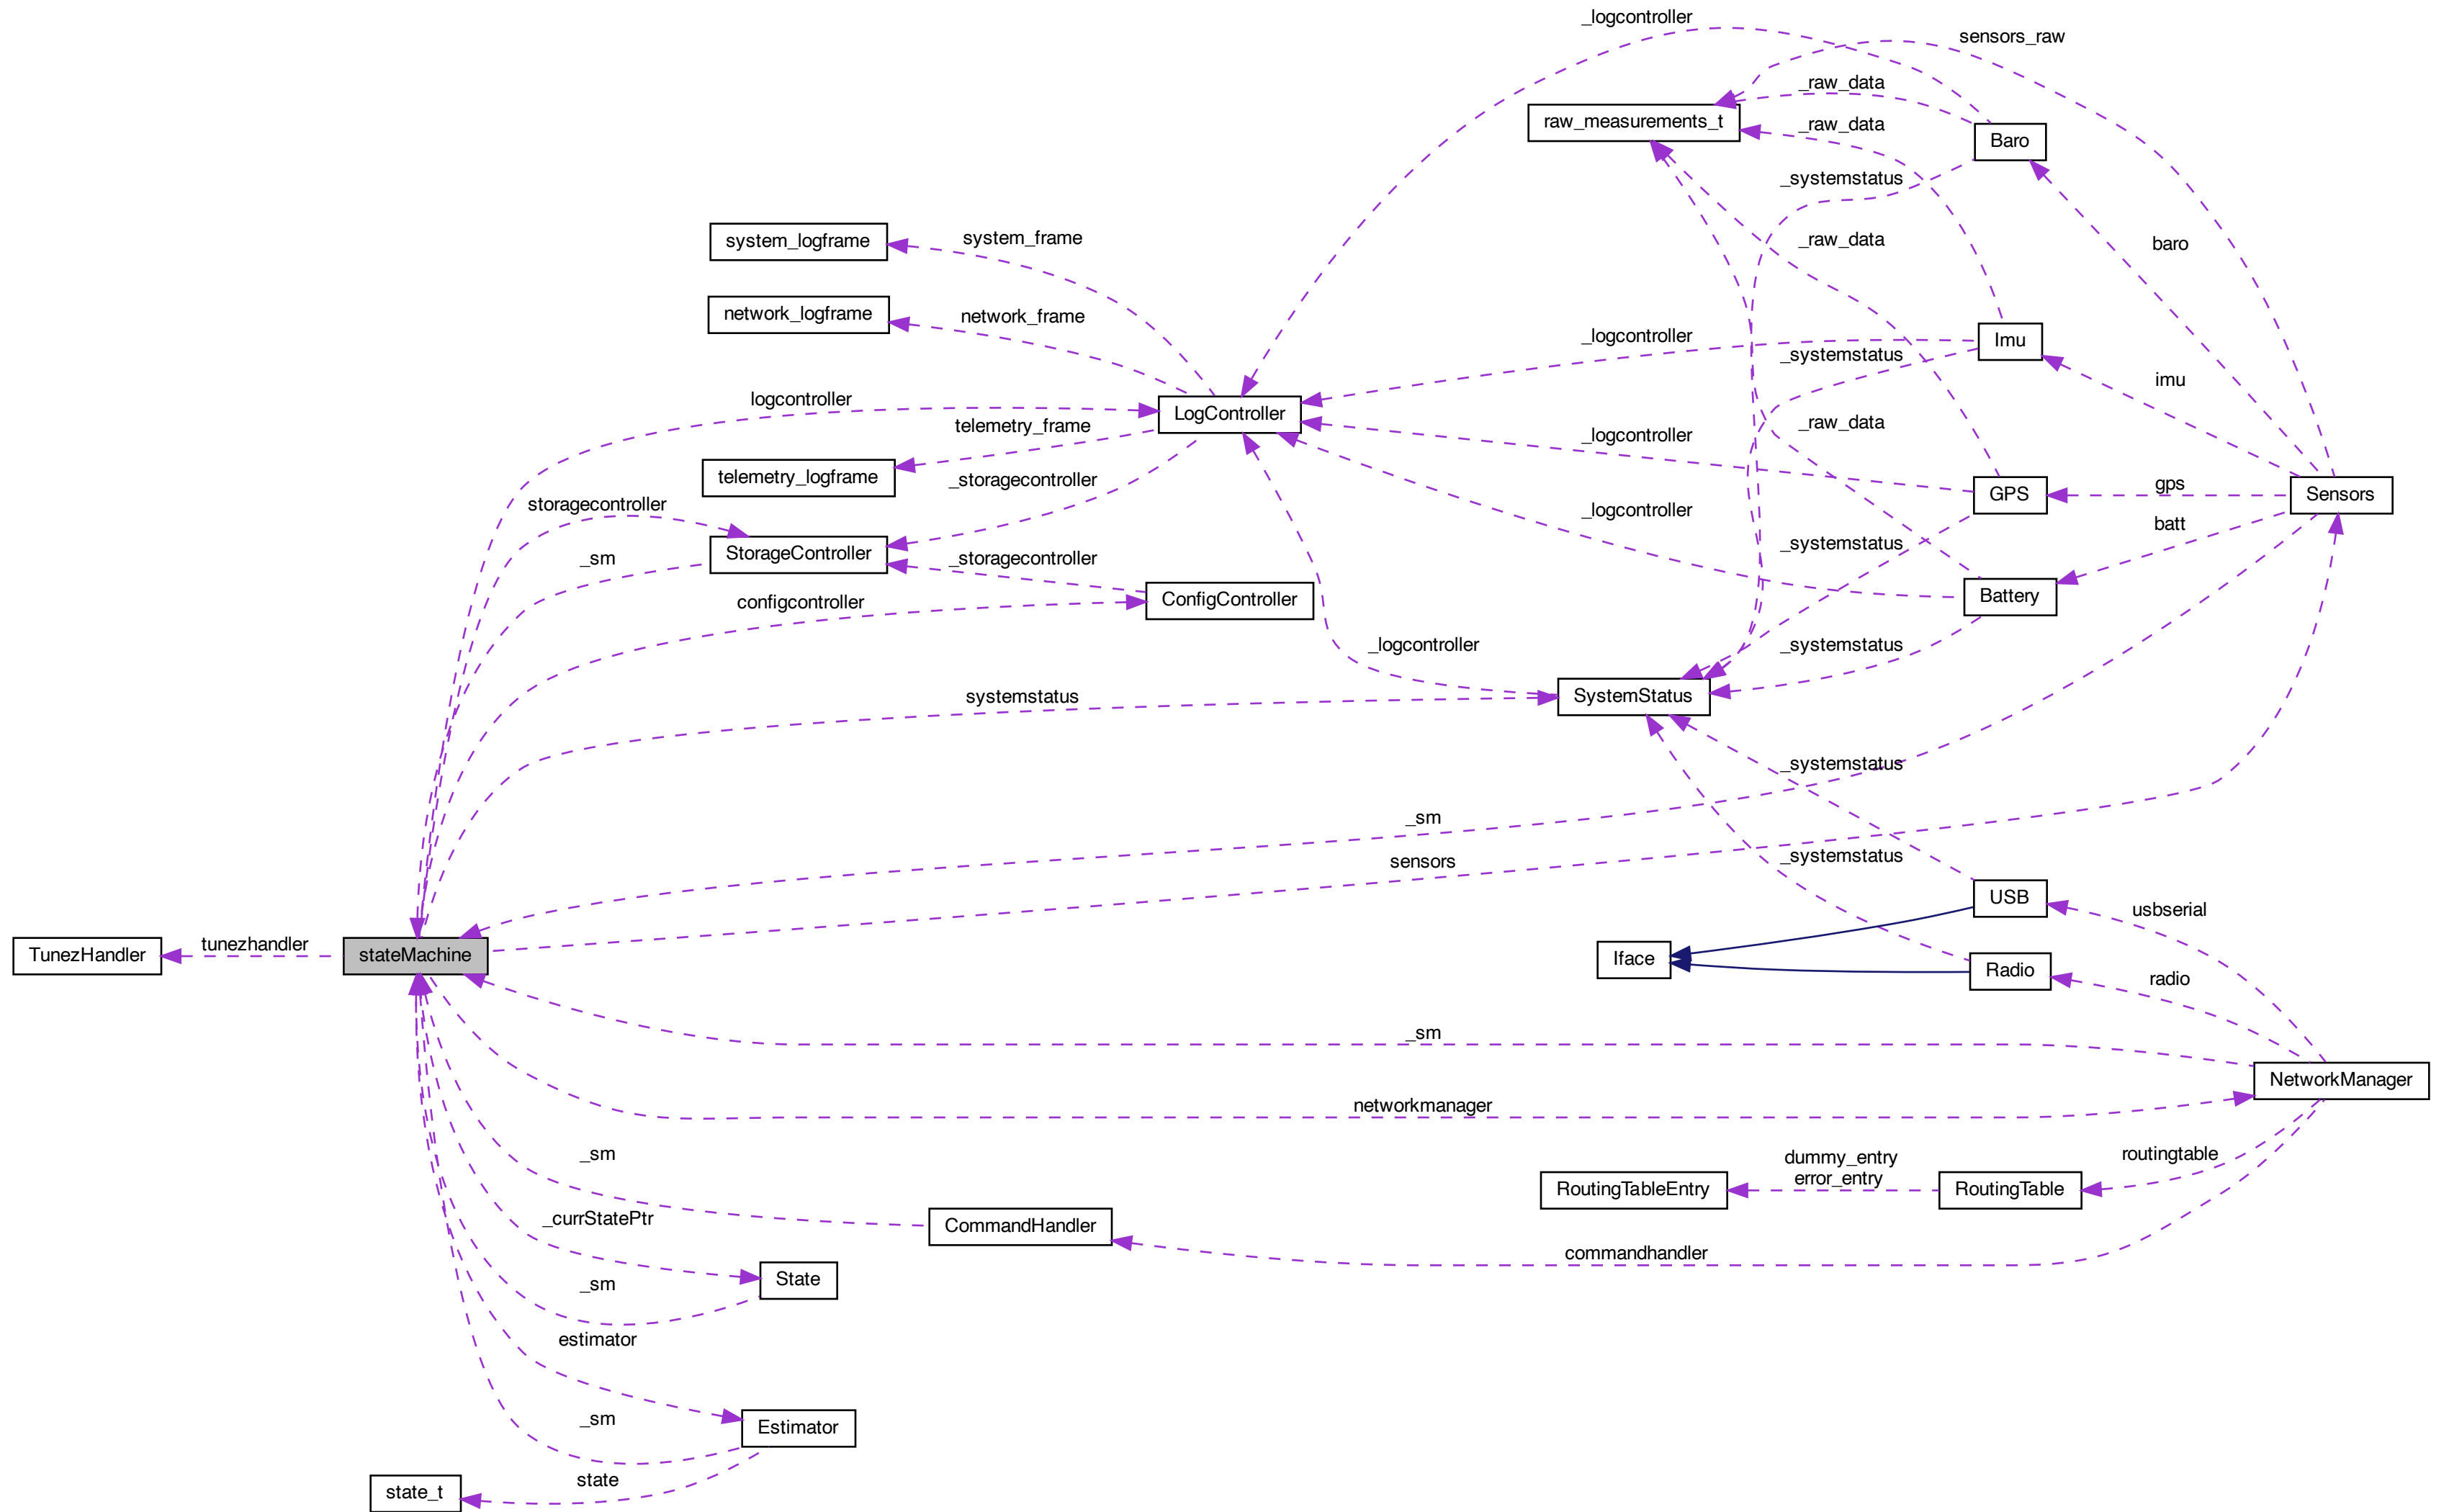 _logcontroller
sensors_raw
_raw_data
raw_measurements_t
_raw_data
Baro
_systemstatus
system_logframe
system_frame
_raw_data
baro
network_logframe
network_frame
_logcontroller
Imu
_systemstatus
imu
logcontroller
LogController
telemetry_frame
_raw_data
_logcontroller
telemetry_logframe
_storagecontroller
gps
GPS
Sensors
storagecontroller
_logcontroller
batt
_systemstatus
StorageController
_sm
_storagecontroller
configcontroller
ConfigController
Battery
_logcontroller
_systemstatus
systemstatus
SystemStatus
_systemstatus
_sm
sensors
_systemstatus
USB
usbserial
tunezhandler
TunezHandler
stateMachine
Iface
Radio
radio
_sm
NetworkManager
networkmanager
_sm
dummy_entry
error_entry
routingtable
RoutingTableEntry
RoutingTable
_currStatePtr
CommandHandler
commandhandler
State
_sm
estimator
_sm
Estimator
state
state_t